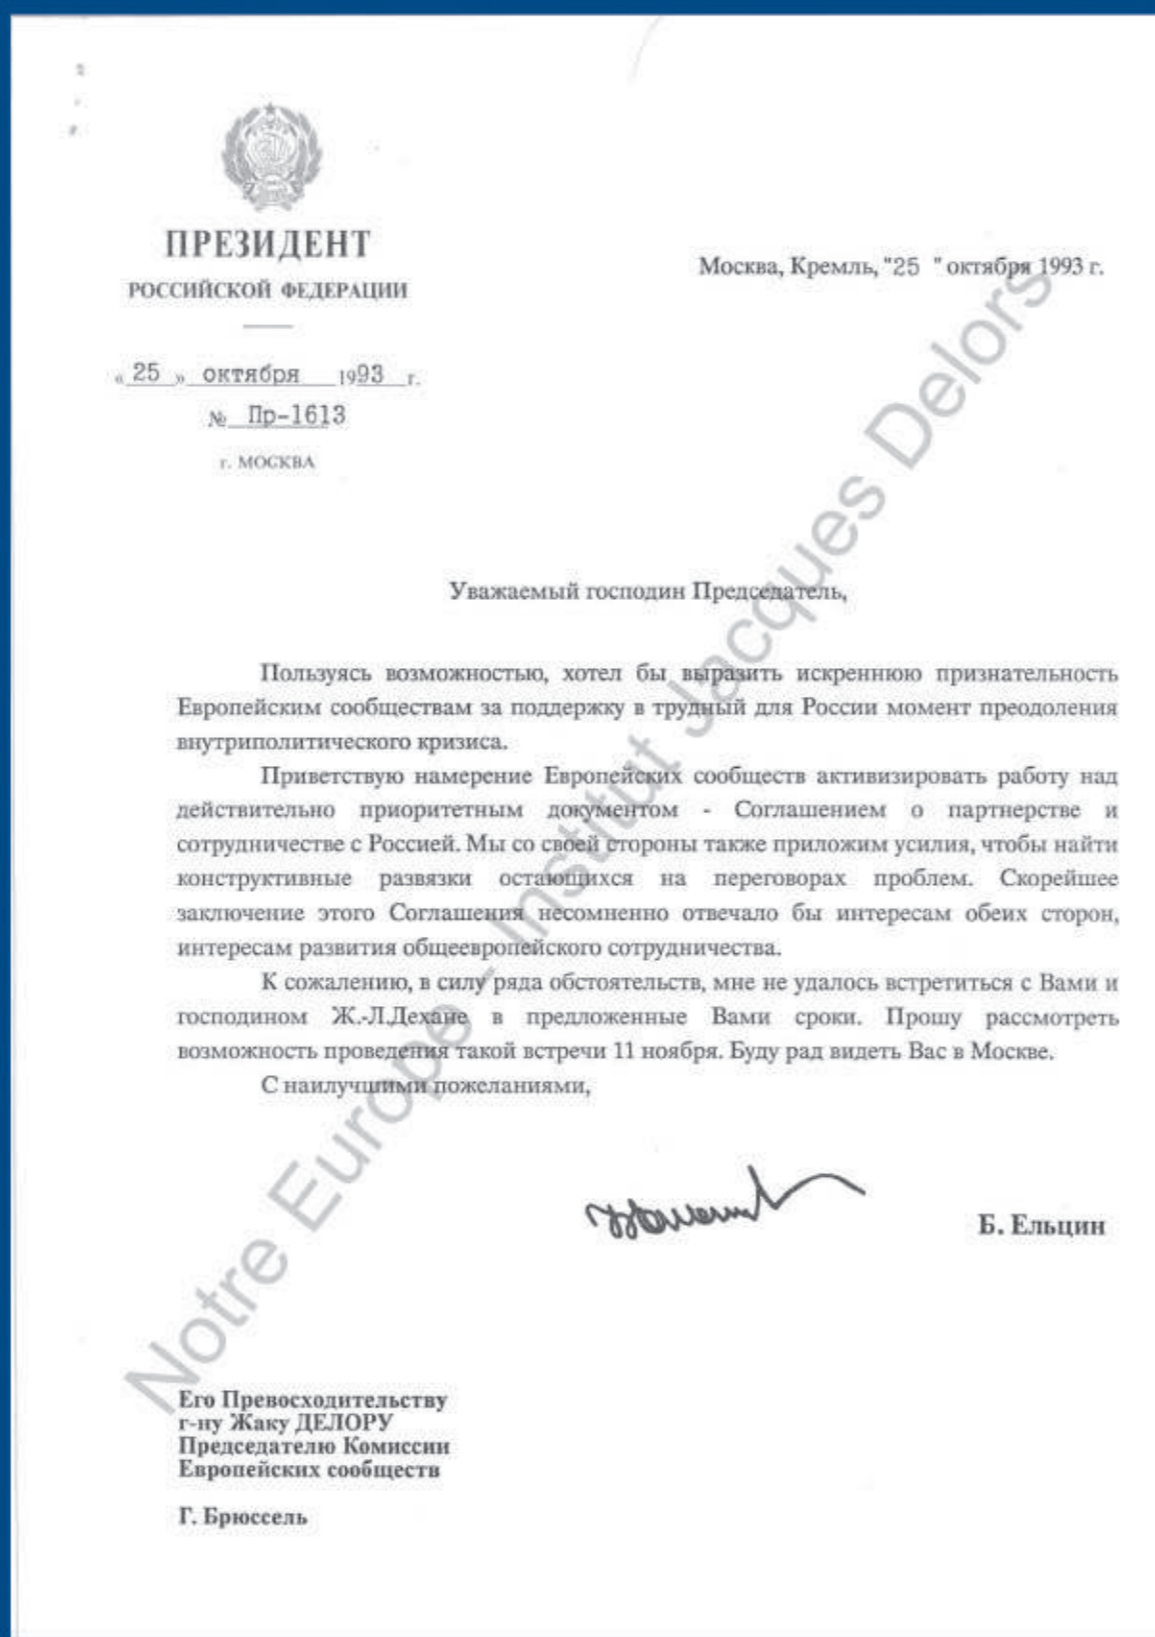 ПРЕЗИДЕНТ
РОССИЙСКОЙ ФЕДЕРАЦИИ
« 25 » октября 1993 г.
№ Пр-1613
г. МОСКВА
Москва, Кремль, "25 " октября 1993 г.
Уважаемый господин Председатель,
Пользуясь возможностью, хотел бы выразить искреннюю признательность
Европейским сообществам за поддержку в трудный для России момент преодоления
внутриполитического кризиса.
Приветствую намерение Европейских сообществ активизировать работу над
действительно приоритетным документом - Соглашением о партнерстве и
сотрудничестве с Россией. Мы со своей стороны также приложим усилия, чтобы найти
конструктивные развязки остающихся на переговорах проблем. Скорейшее
заключение этого Соглашения несомненно отвечало бы интересам обеих сторон,
интересам развития общеевропейского сотрудничества.
К сожалению, в силу ряда обстоятельств, мне не удалось встретиться с Вами и
господином Ж.-Л.Дехане в предложенные Вами сроки. Прошу рассмотреть
возможность проведения такой встречи 11 ноября. Буду рад видеть Вас в Москве.
С наилучшими пожеланиями,
Б. Ельцин
Его Превосходительству
г-ну Жаку ДЕЛОРУ
Председателю Комиссии
Европейских сообществ
Г. Брюссель
Notre Europe - Institut Jacques Delors